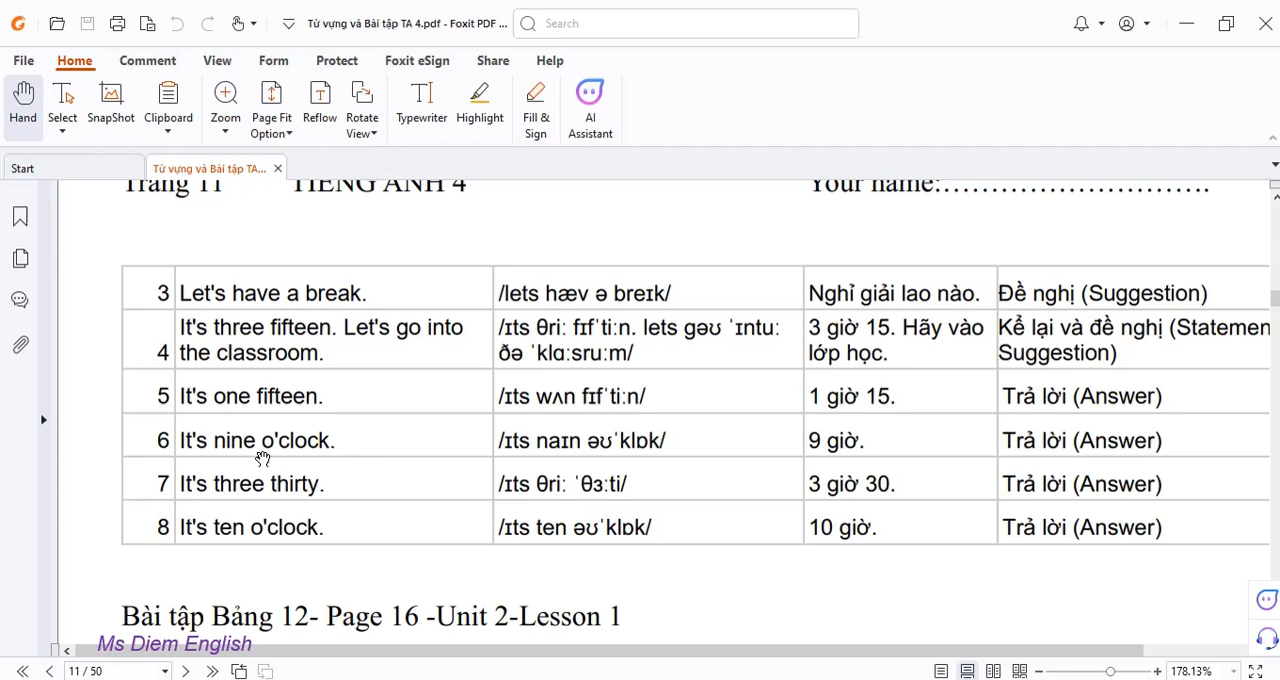 Từ vựng và Bài tập TA 4.pdf - Foxit PDF ...
Search
File Home Comment View Form Protect Foxit eSign Share Help
Hand Select SnapShot Clipboard Zoom Page Fit Option Reflow Rotate View Typewriter Highlight Fill & Sign AI Assistant
Start Từ vựng và Bài tập TA...
Trang 11 TIẾNG ANH 4 Your name:………………………….
3 Let's have a break. /lets hæv ə breɪk/ Nghỉ giải lao nào. Đề nghị (Suggestion)
4 It's three fifteen. Let's go into the classroom. /ɪts θriː fɪfˈtiːn. lets gəʊ ˈɪntuː ðə ˈklɑːsruːm/ 3 giờ 15. Hãy vào lớp học. Kể lại và đề nghị (Statemen Suggestion)
5 It's one fifteen. /ɪts wʌn fɪfˈtiːn/ 1 giờ 15. Trả lời (Answer)
6 It's nine o'clock. /ɪts naɪn əʊˈklɒk/ 9 giờ. Trả lời (Answer)
7 It's three thirty. /ɪts θriː ˈθɜːti/ 3 giờ 30. Trả lời (Answer)
8 It's ten o'clock. /ɪts ten əʊˈklɒk/ 10 giờ. Trả lời (Answer)
Bài tập Bảng 12- Page 16 -Unit 2-Lesson 1
Ms Diem English
11 / 50 178.13%